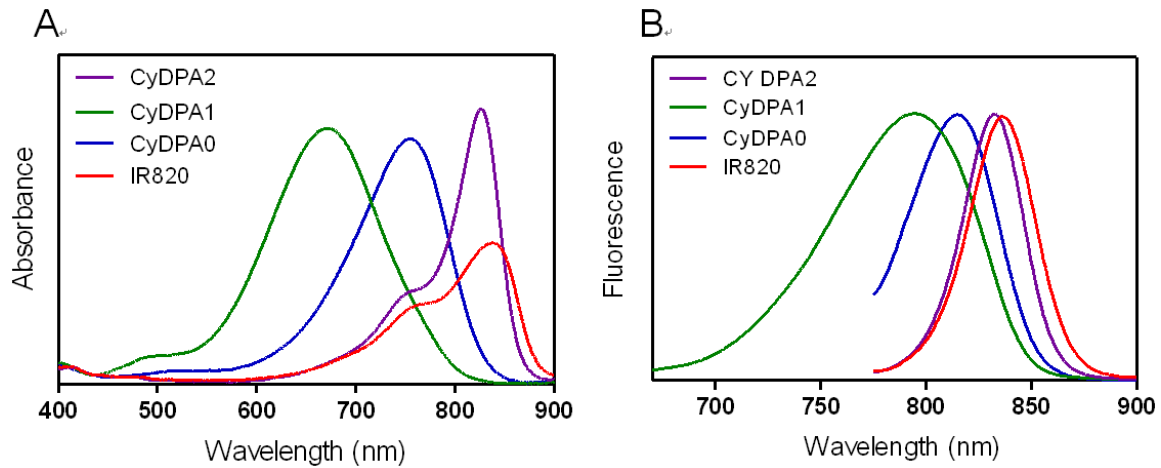 A
CyDPA2
CyDPA1
CyDPA0
IR820
Absorbance
400 500 600 700 800 900
Wavelength (nm)
B
CY DPA2
CyDPA1
CyDPA0
IR820
Fluorescence
700 750 800 850 900
Wavelength (nm)